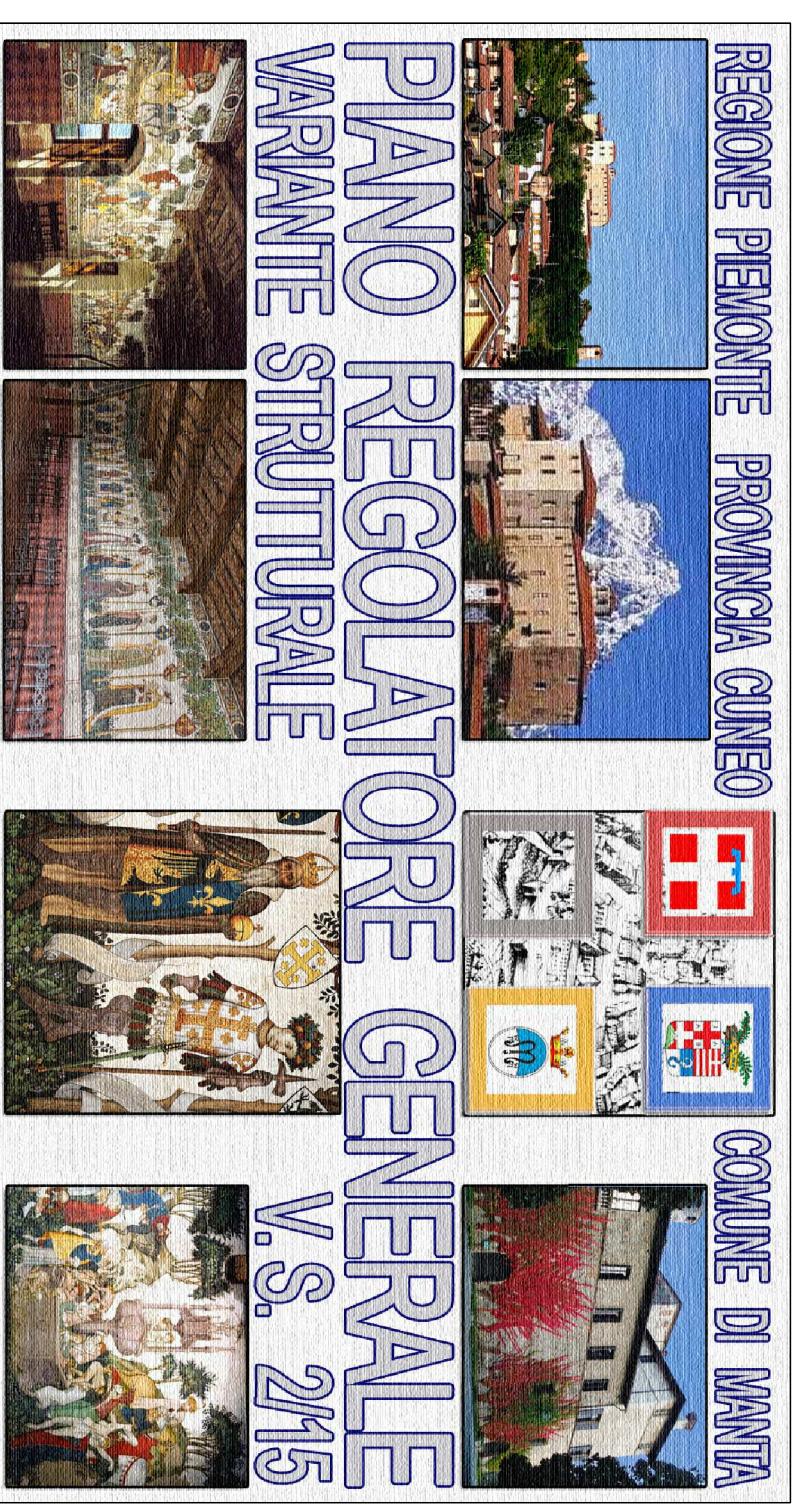 REGIONE PIEMONTE PROVINCIA CUNEO COMUNE DI MANTA
PIANO REGOLATORE GENERALE
VARIANTE STRUTTURALE V.S. 2/15